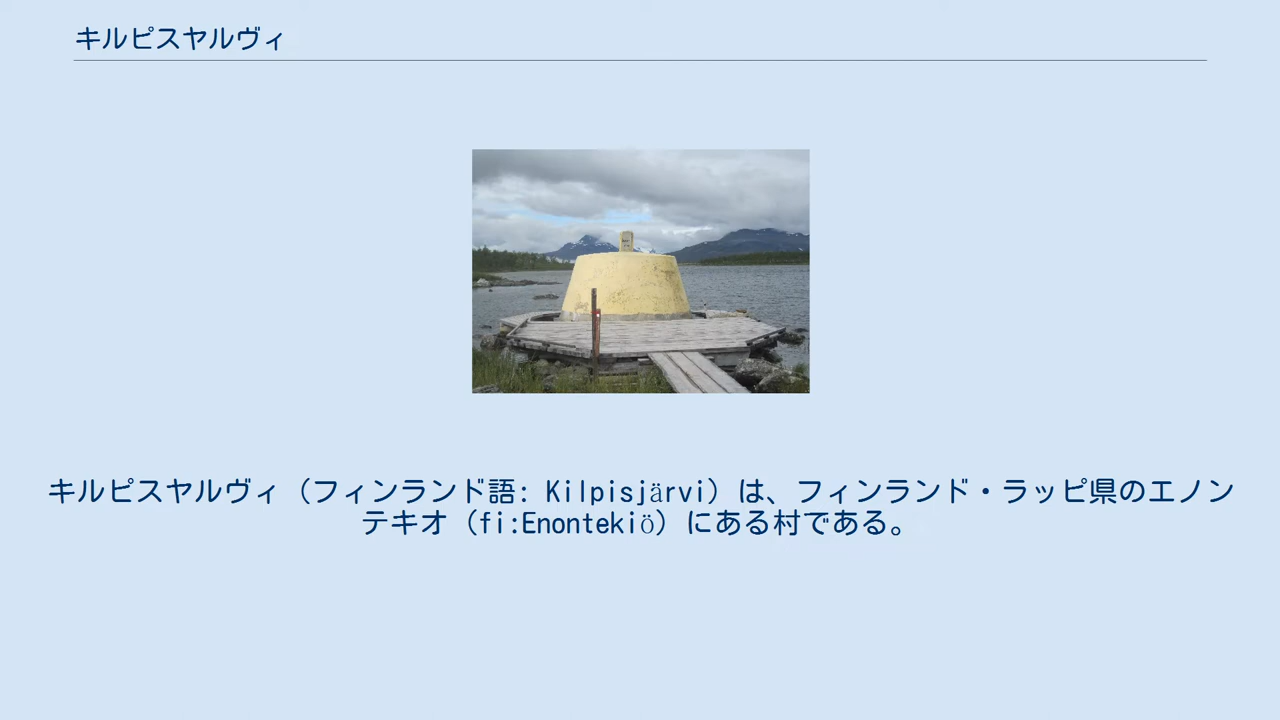 キルピスヤルヴィ
キルピスヤルヴィ（フィンランド語: Kilpisjärvi）は、フィンランド・ラッピ県のエノン
テキオ（fi:Enontekiö）にある村である。